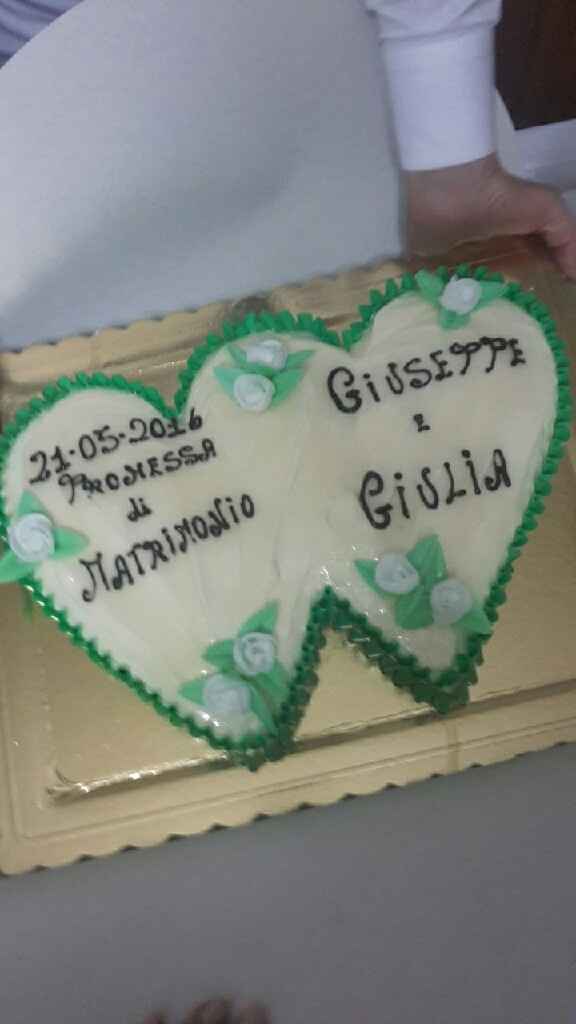 21-05-2016
PROMESSA
di
MATRIMONIO
GiUSEPPE
E
GiULiA